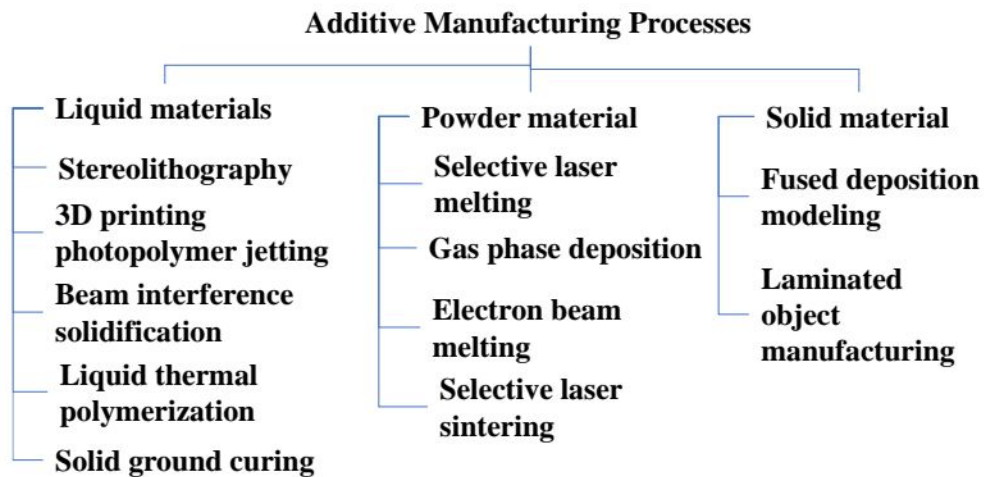 Additive Manufacturing Processes
Liquid materials
Stereolithography
3D printing
photopolymer jetting
Beam interference
solidification
Liquid thermal
polymerization
Solid ground curing
Powder material
Selective laser
melting
Gas phase deposition
Electron beam
melting
Selective laser
sintering
Solid material
Fused deposition
modeling
Laminated
object
manufacturing